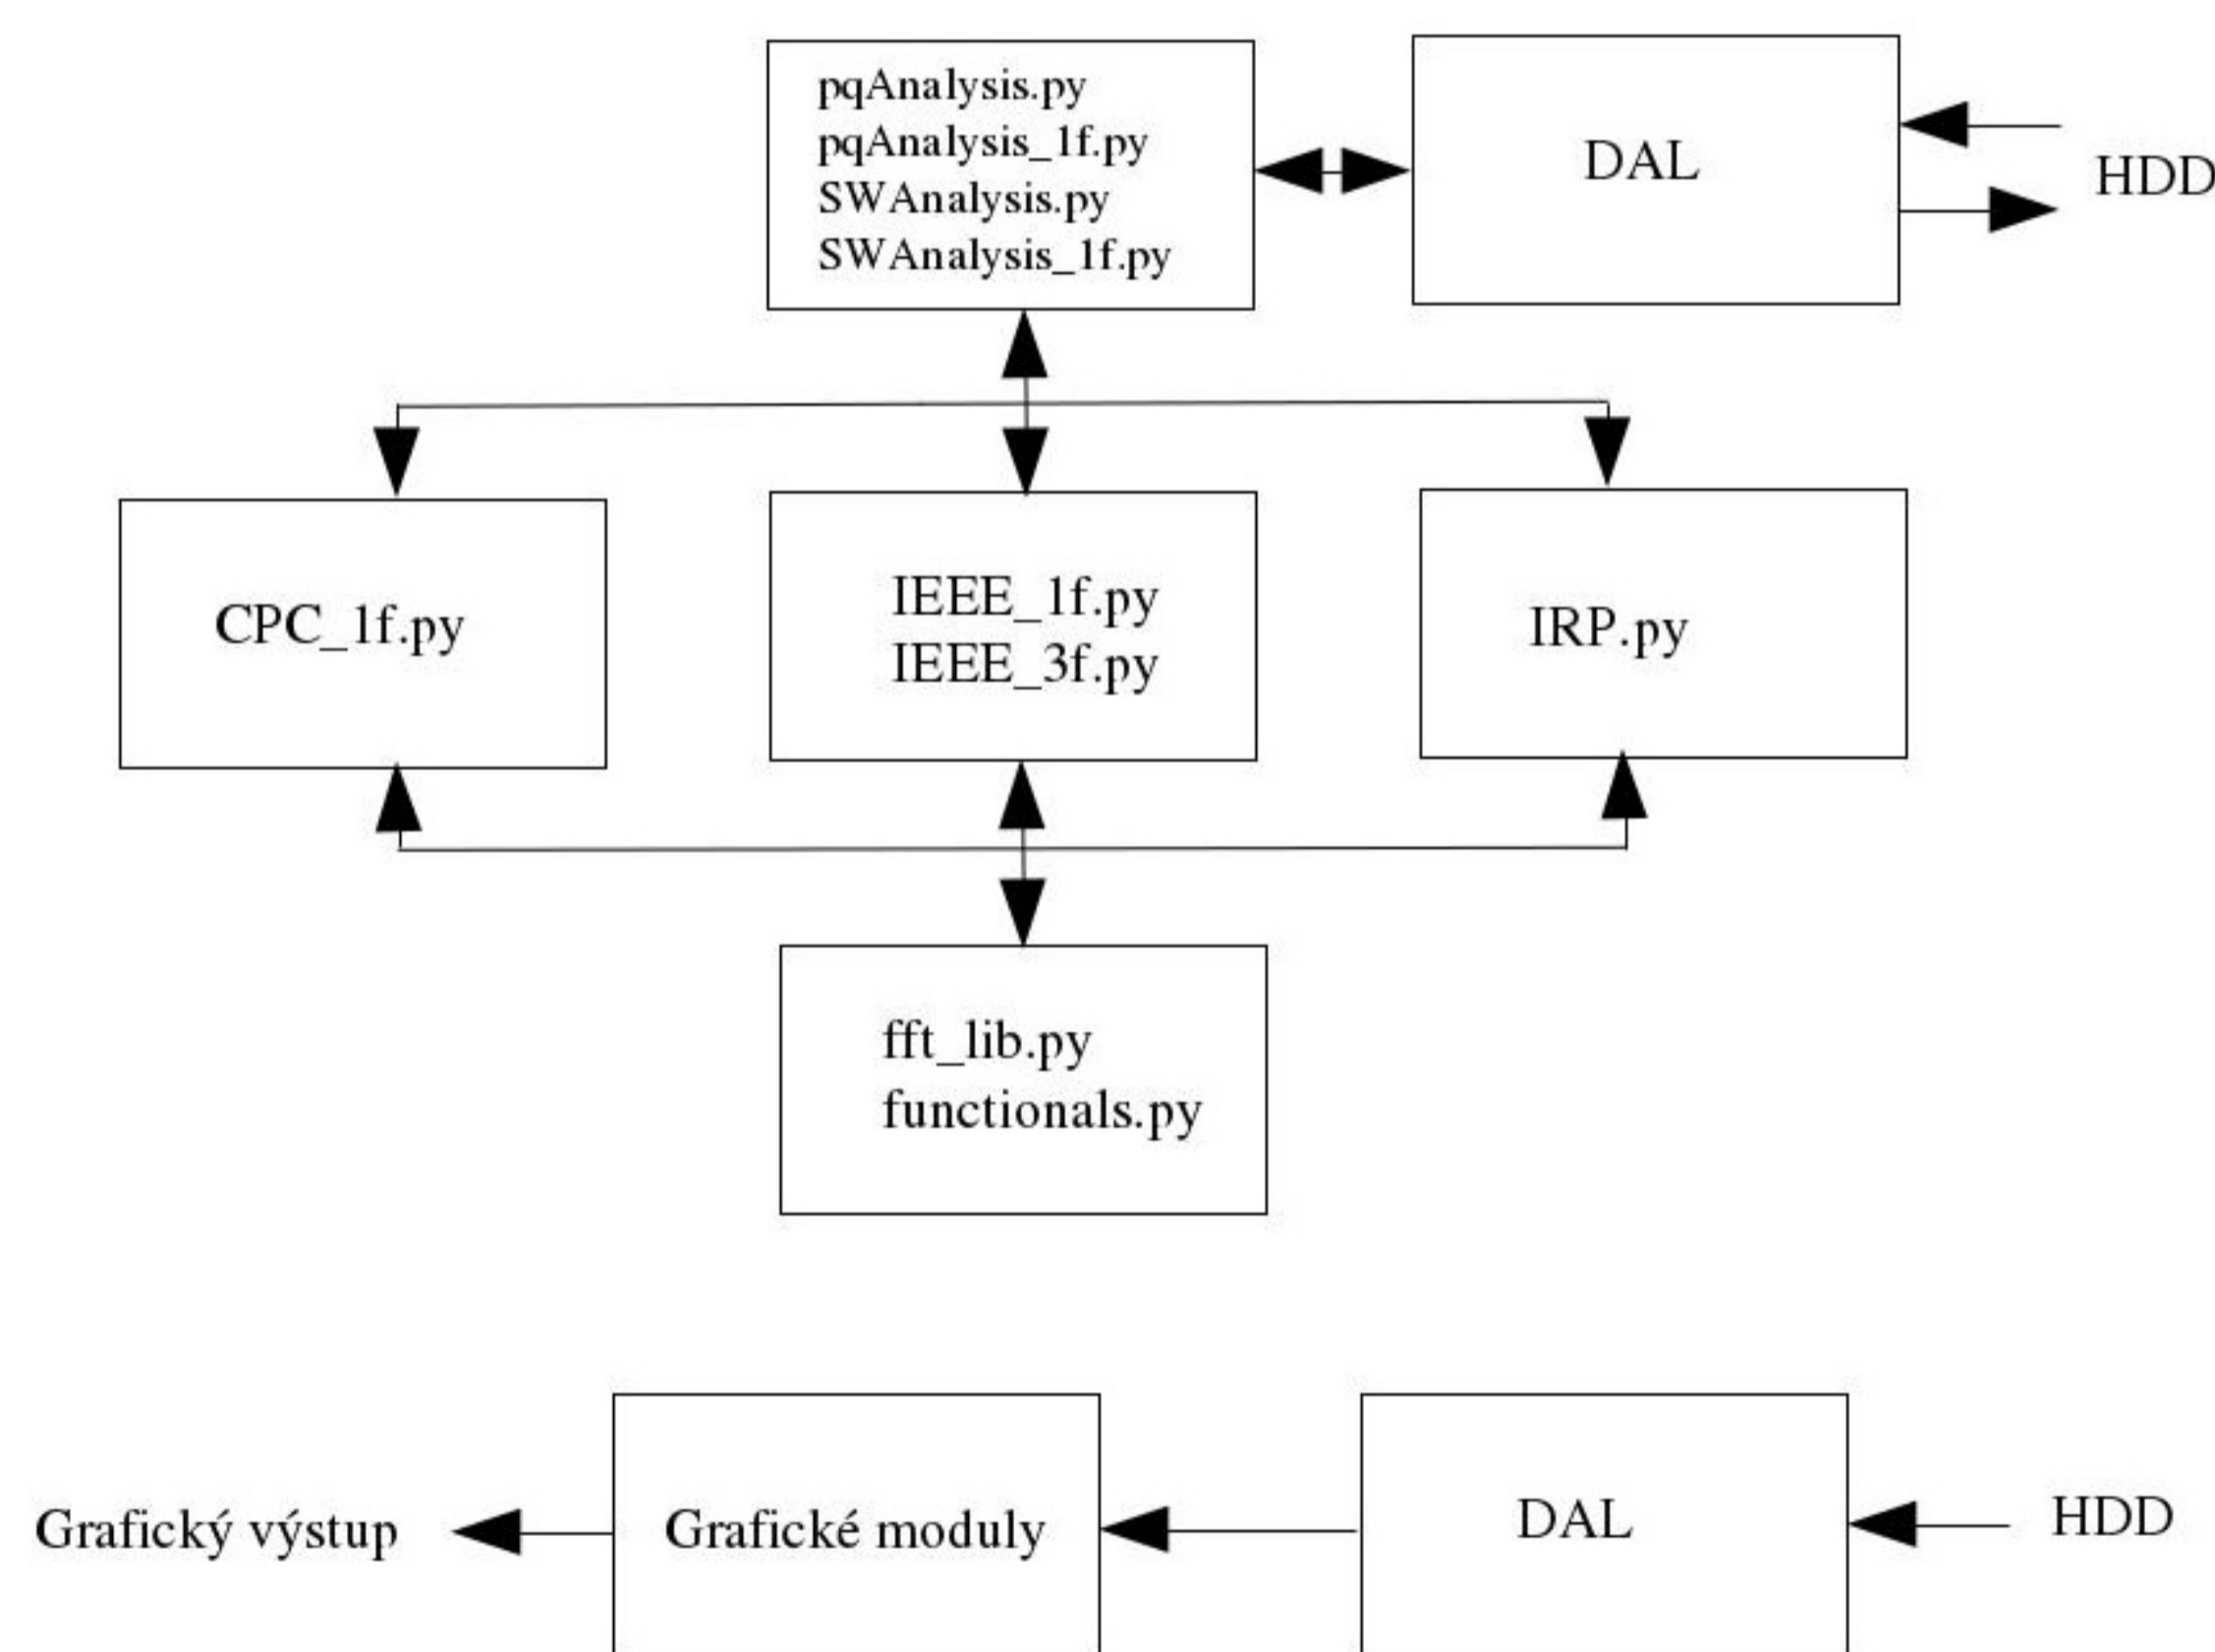 pqAnalysis.py
pqAnalysis_1f.py
SWAnalysis.py
SWAnalysis_1f.py
DAL
HDD
CPC_1f.py
IEEE_1f.py
IEEE_3f.py
IRP.py
fft_lib.py
functionals.py
Grafický výstup
Grafické moduly
DAL
HDD